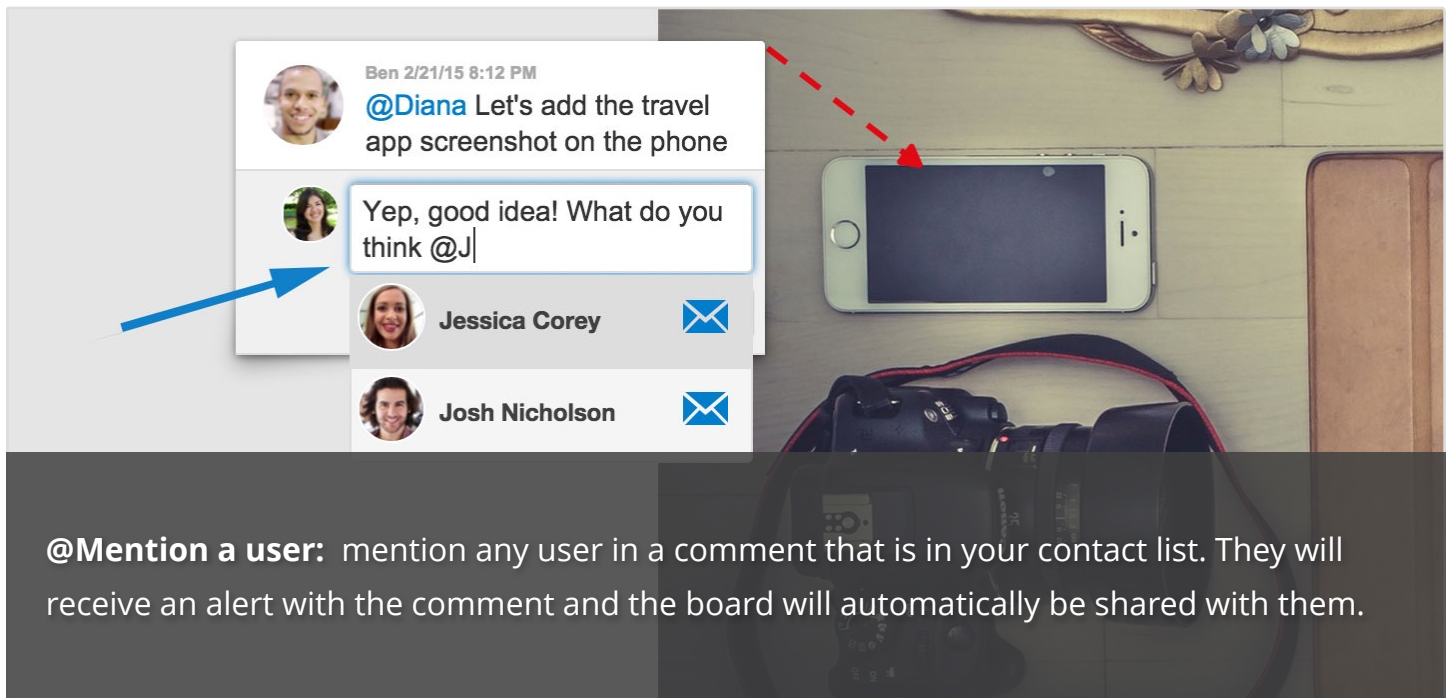 Ben 2/21/15 8:12 PM
@Diana Let's add the travel
app screenshot on the phone
Yep, good idea! What do you
think @J
Jessica Corey
Josh Nicholson
@Mention a user: mention any user in a comment that is in your contact list. They will
receive an alert with the comment and the board will automatically be shared with them.